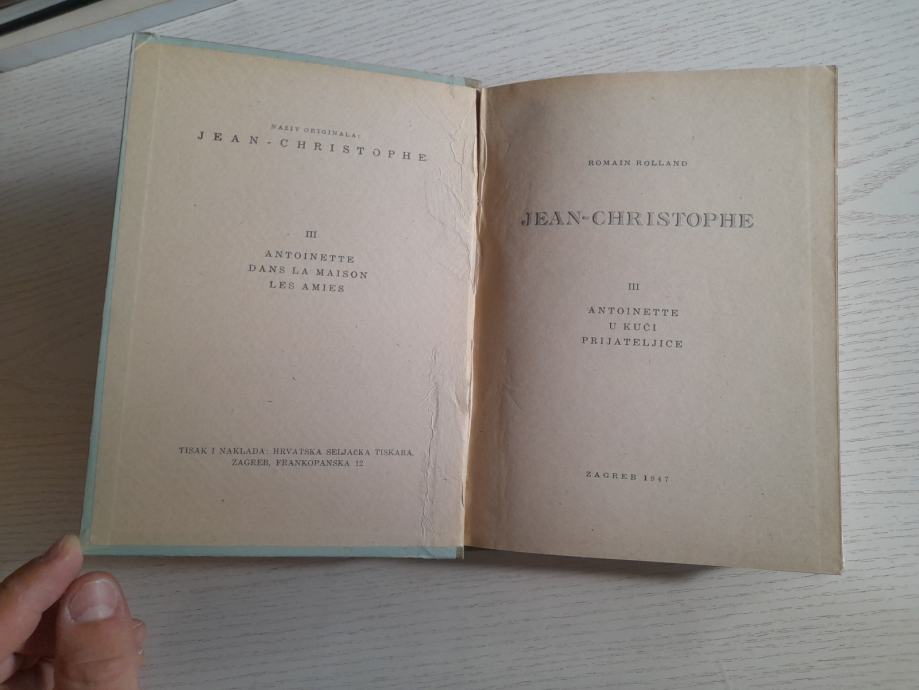 NAZIV ORIGINALA:
JEAN-CHRISTOPHE
III
ANTOINETTE
DANS LA MAISON
LES AMIES
TISAK I NAKLADA: HRVATSKA SELJAČKA TISKARA,
ZAGREB, FRANKOPANSKA 12
ROMAIN ROLLAND
JEAN-CHRISTOPHE
III
ANTOINETTE
U KUĆI
PRIJATELJICE
ZAGREB 1947